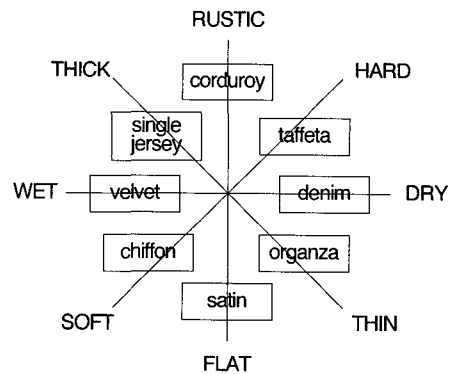 RUSTIC
THICK
corduroy
HARD
single
jersey
taffeta
WET
velvet
denim
DRY
chiffon
organza
satin
SOFT
THIN
FLAT